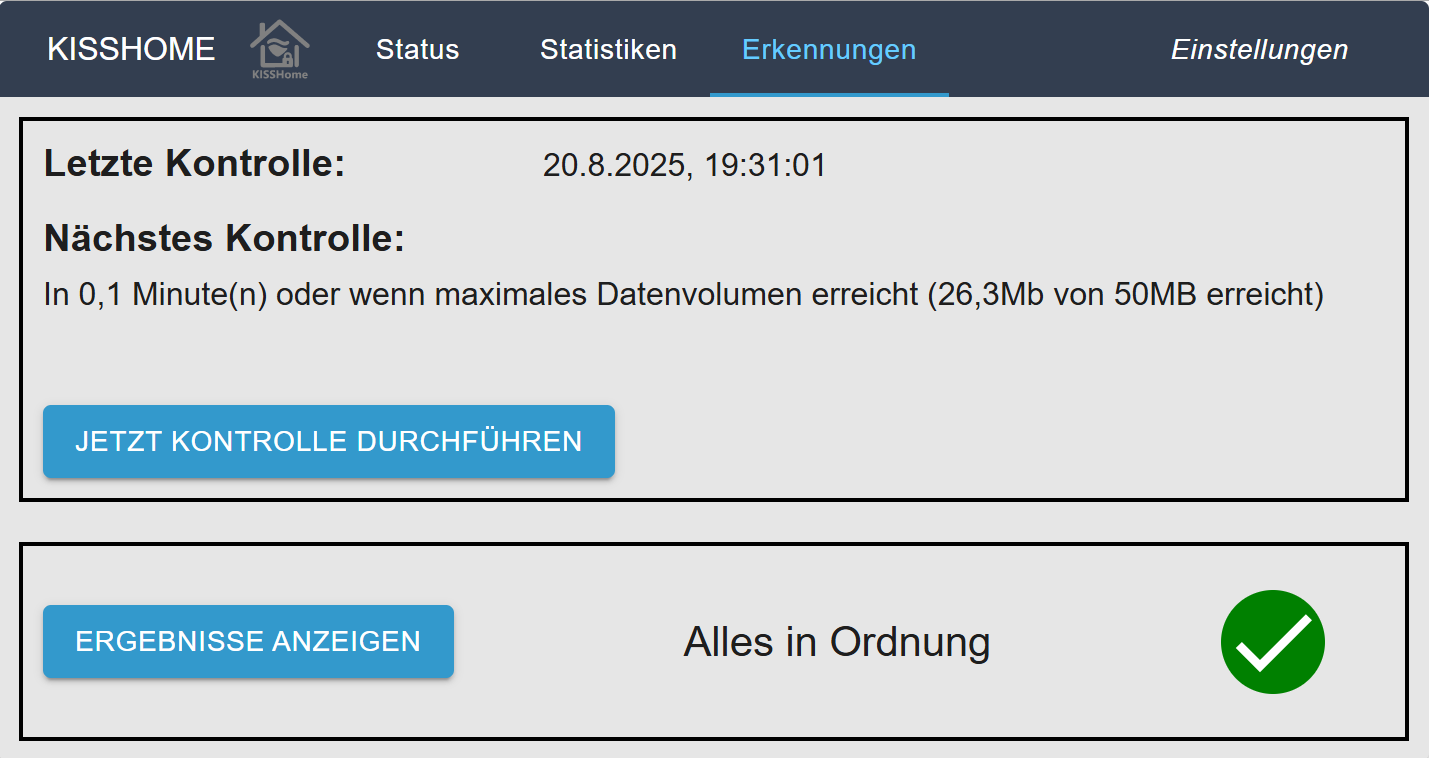 KISSHOME
KISSHome
Status
Statistiken
Erkennungen
Einstellungen
Letzte Kontrolle: 20.8.2025, 19:31:01
Nächstes Kontrolle:
In 0,1 Minute(n) oder wenn maximales Datenvolumen erreicht (26,3Mb von 50MB erreicht)
JETZT KONTROLLE DURCHFÜHREN
ERGEBNISSE ANZEIGEN
Alles in Ordnung